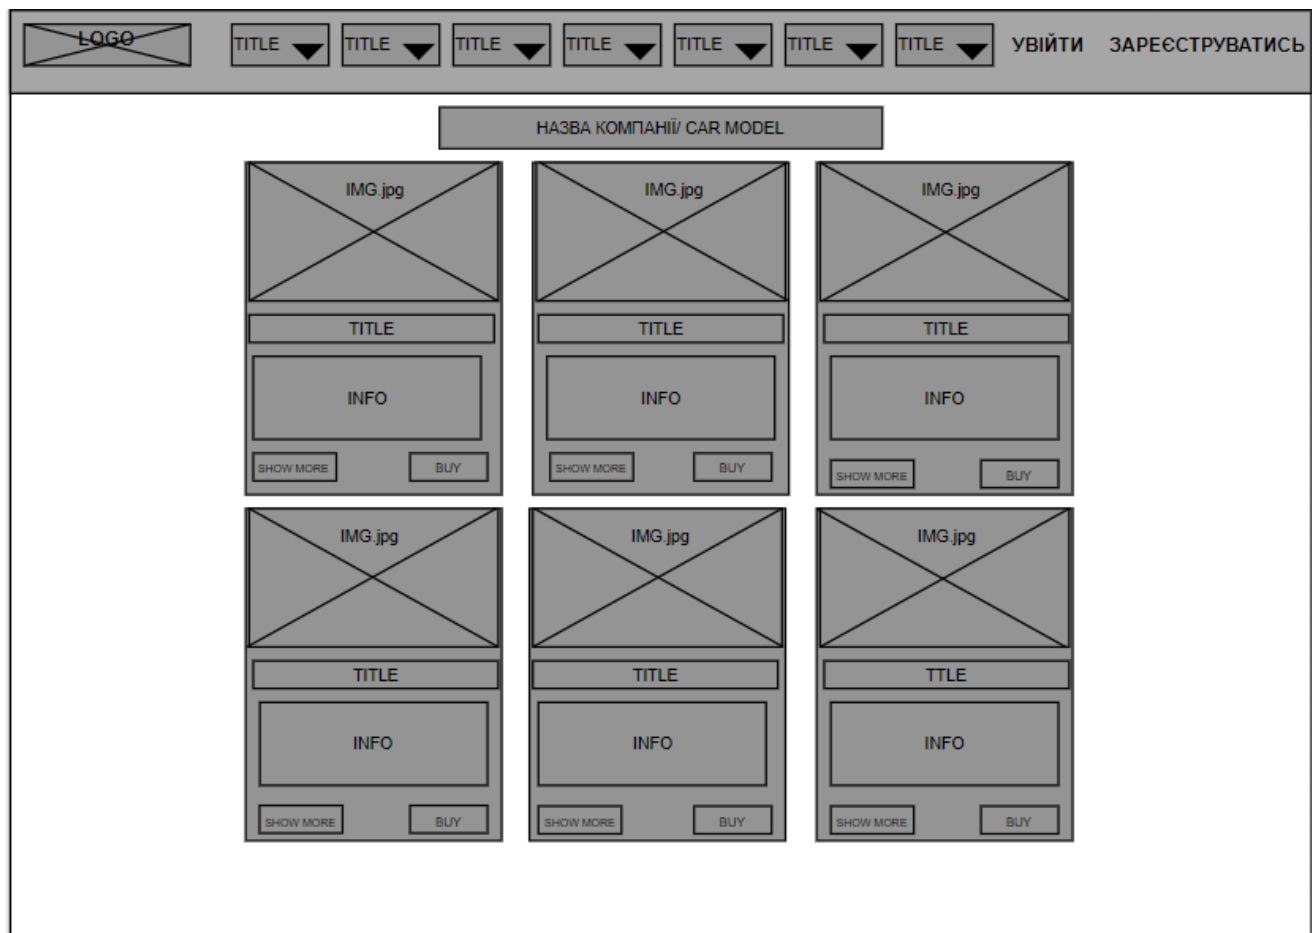 LOGO TITLE TITLE TITLE TITLE TITLE TITLE TITLE УВІЙТИ ЗАРЕЄСТРУВАТИСЬ
НАЗВА КОМПАНІЇ/ CAR MODEL
IMG.jpg IMG.jpg IMG.jpg
TITLE TITLE TITLE
INFO INFO INFO
SHOW MORE BUY SHOW MORE BUY SHOW MORE BUY
IMG.jpg IMG.jpg IMG.jpg
TITLE TITLE TTLE
INFO INFO INFO
SHOW MORE BUY SHOW MORE BUY SHOW MORE BUY